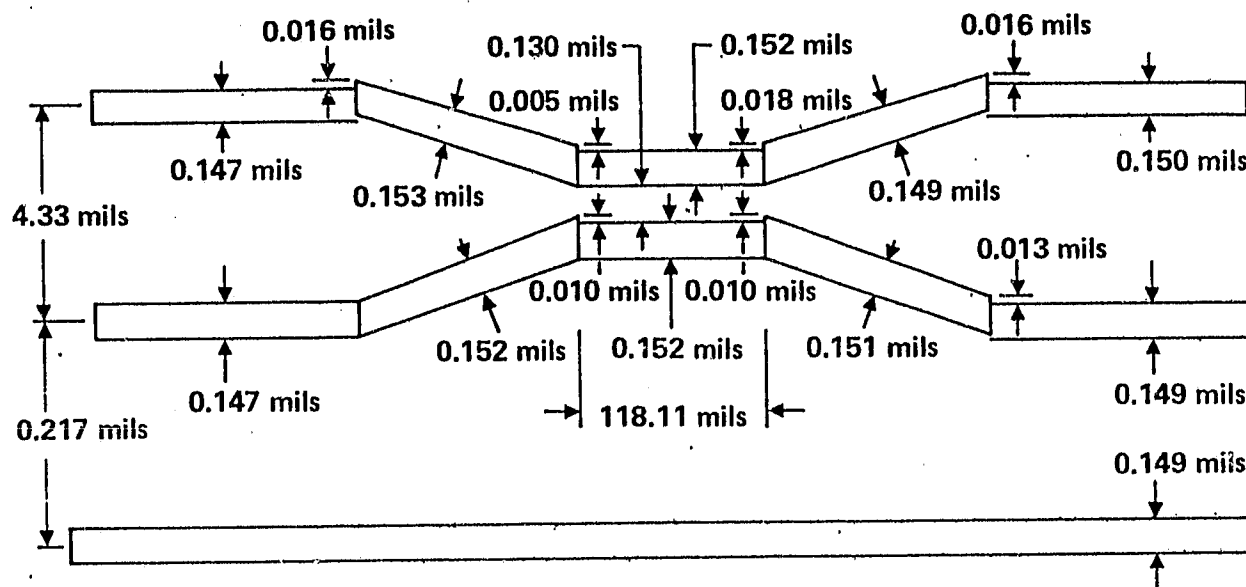 0.016 mils
0.130 mils
0.152 mils
0.016 mils
0.005 mils
0.018 mils
0.147 mils
0.153 mils
0.149 mils
0.150 mils
4.33 mils
0.013 mils
0.010 mils
0.010 mils
0.152 mils
0.152 mils
0.151 mils
0.147 mils
118.11 mils
0.149 mils
0.217 mils
0.149 mils